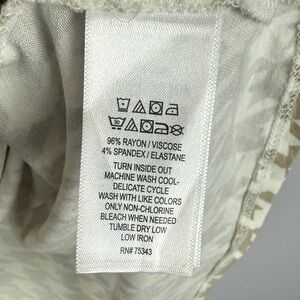 96% RAYON / VISCOSE
4% SPANDEX / ELASTANE
TURN INSIDE OUT
MACHINE WASH COOL-
DELICATE CYCLE
WASH WITH LIKE COLORS
ONLY NON-CHLORINE
BLEACH WHEN NEEDED
TUMBLE DRY LOW
LOW IRON
RN# 75343